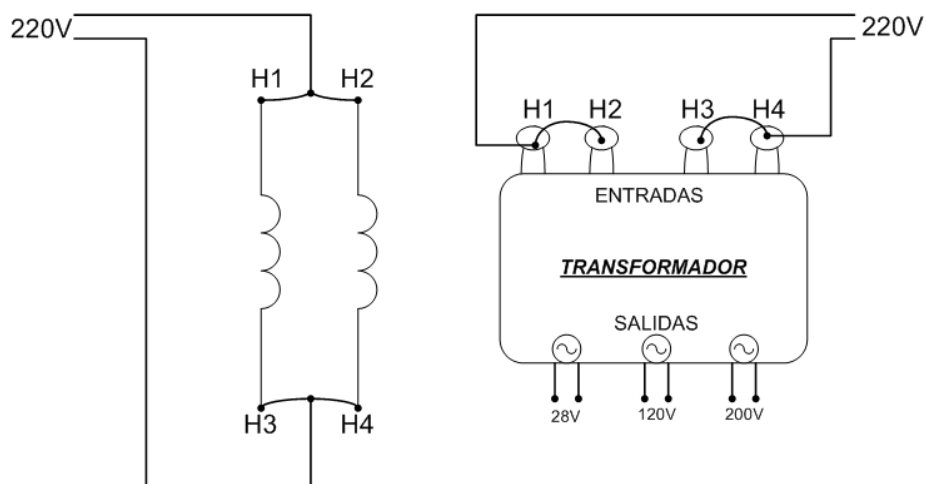 220V
H1 H2
H3 H4
220V
H1 H2 H3 H4
ENTRADAS
TRANSFORMADOR
SALIDAS
28V 120V 200V